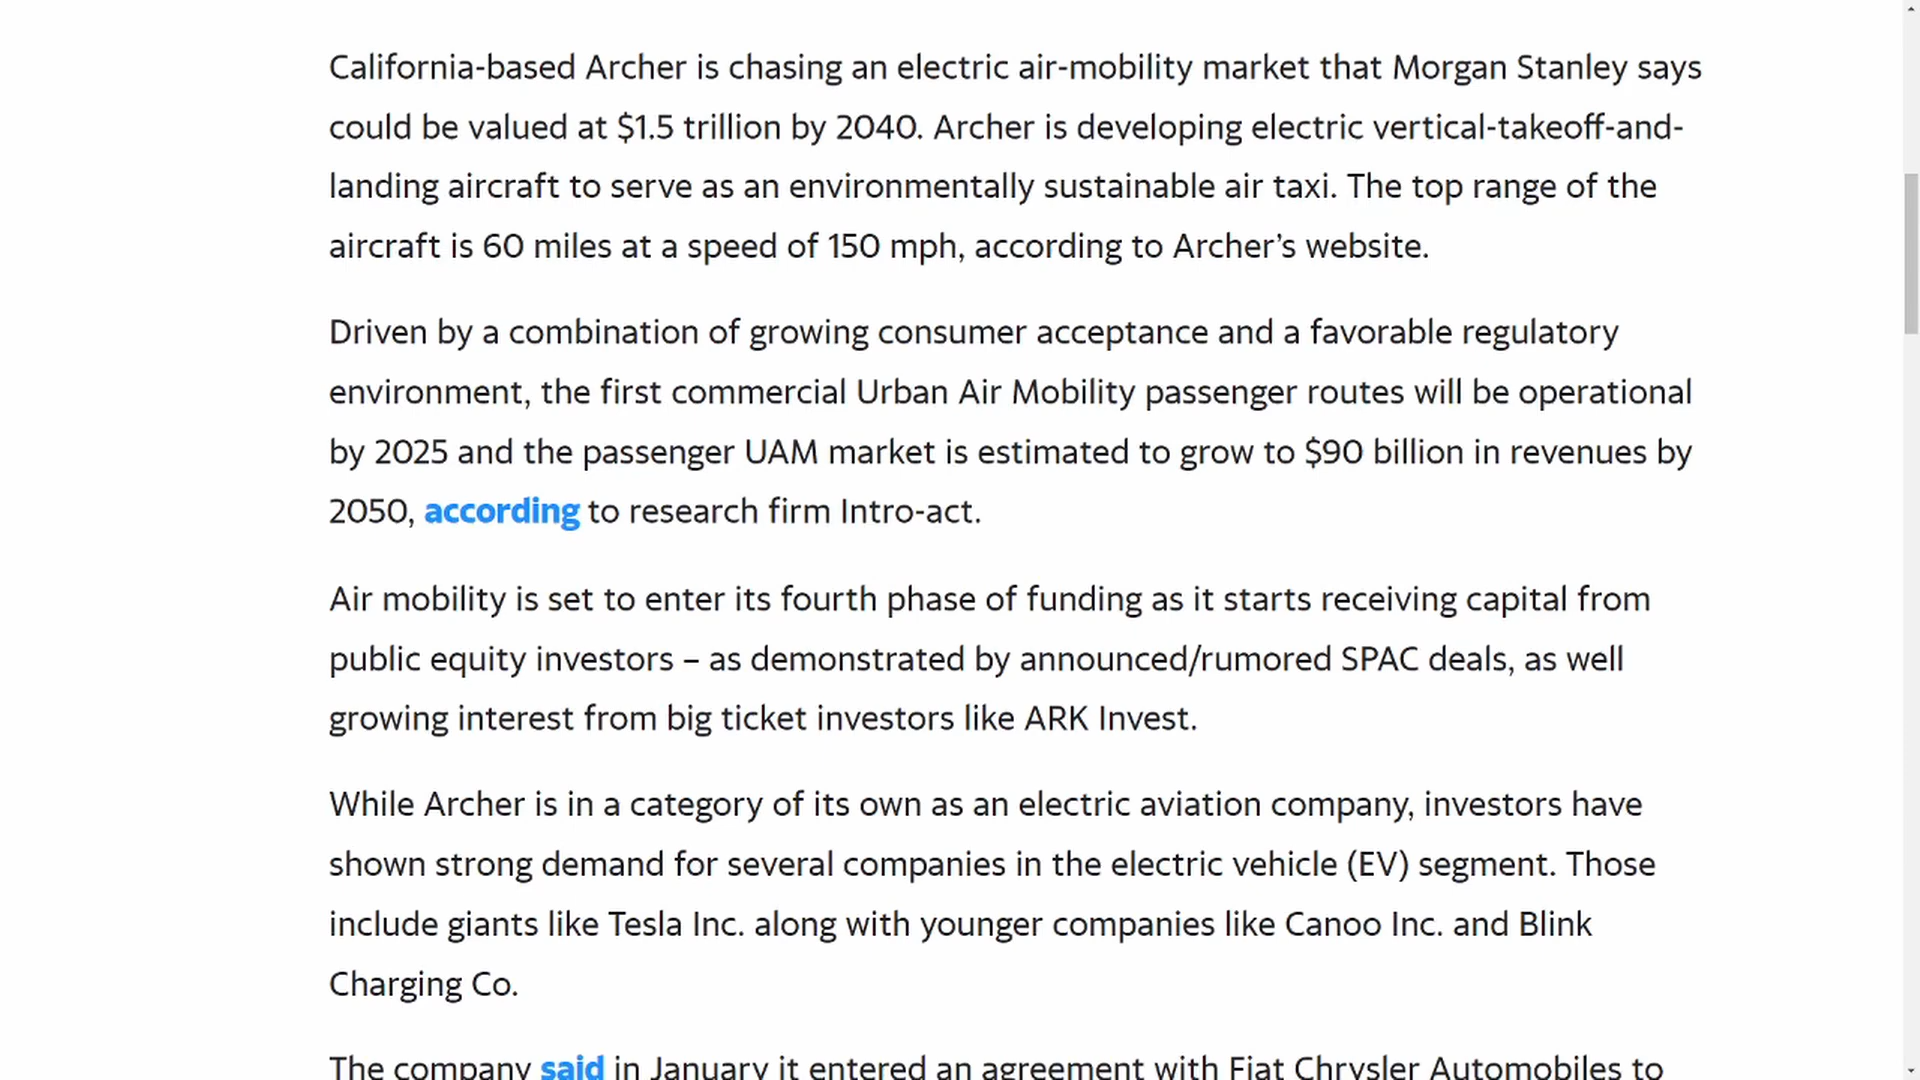 California-based Archer is chasing an electric air-mobility market that Morgan Stanley says
could be valued at $1.5 trillion by 2040. Archer is developing electric vertical-takeoff-and-
landing aircraft to serve as an environmentally sustainable air taxi. The top range of the
aircraft is 60 miles at a speed of 150 mph, according to Archer’s website.
Driven by a combination of growing consumer acceptance and a favorable regulatory
environment, the first commercial Urban Air Mobility passenger routes will be operational
by 2025 and the passenger UAM market is estimated to grow to $90 billion in revenues by
2050, according to research firm Intro-act.
Air mobility is set to enter its fourth phase of funding as it starts receiving capital from
public equity investors – as demonstrated by announced/rumored SPAC deals, as well
growing interest from big ticket investors like ARK Invest.
While Archer is in a category of its own as an electric aviation company, investors have
shown strong demand for several companies in the electric vehicle (EV) segment. Those
include giants like Tesla Inc. along with younger companies like Canoo Inc. and Blink
Charging Co.
The company said in January it entered an agreement with Fiat Chrysler Automobiles to